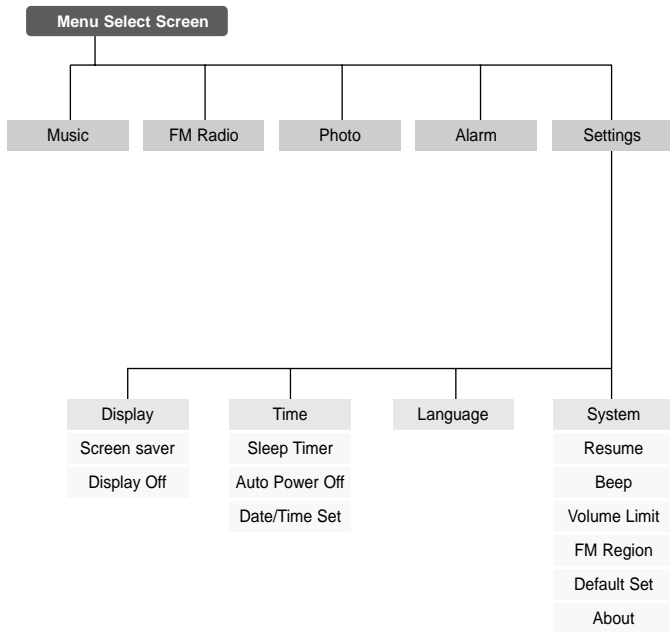 Menu Select Screen
Music
FM Radio
Photo
Alarm
Settings
Display
Screen saver
Display Off
Time
Sleep Timer
Auto Power Off
Date/Time Set
Language
System
Resume
Beep
Volume Limit
FM Region
Default Set
About